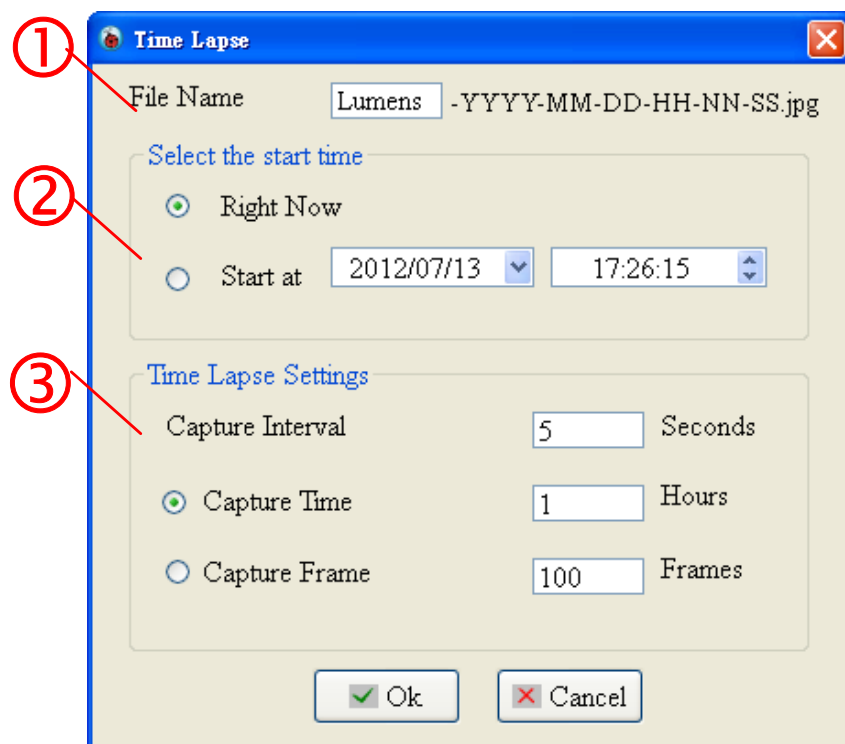 ① Time Lapse
File Name Lumens -YYYY-MM-DD-HH-NN-SS.jpg
Select the start time
② Right Now
Start at 2012/07/13 17:26:15
③ Time Lapse Settings
Capture Interval 5 Seconds
Capture Time 1 Hours
Capture Frame 100 Frames
Ok Cancel